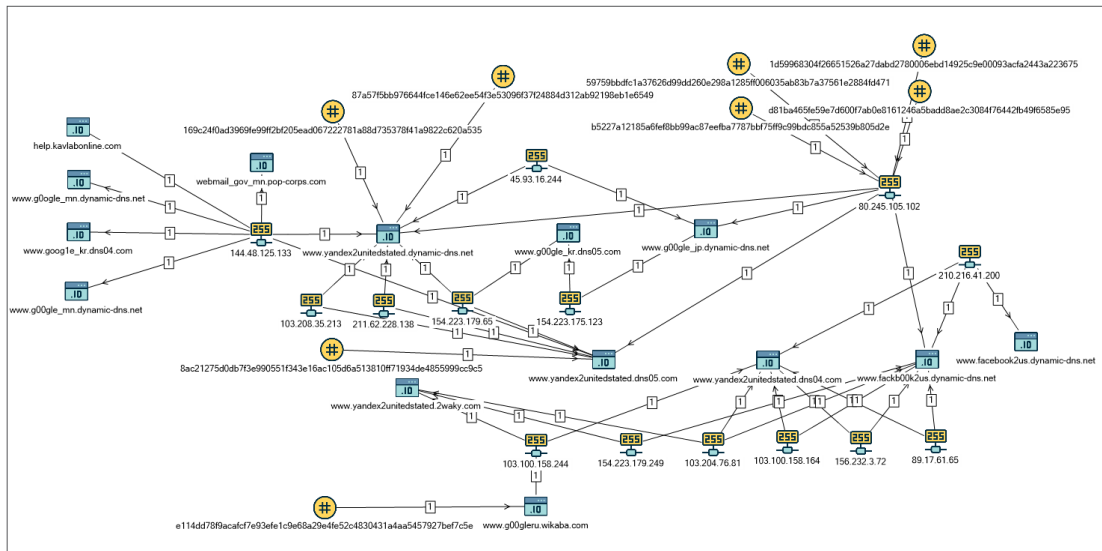 1d59968304f26651526a27dabd2780006ebd14925c9e00093acfa2443a223675
59759bbdfc1a37626d99dd260e298a1285ff006035ab83b7a37561e2884fd471
87a57f5bb976644fce146e62ee54f3e53096f37f24884d312ab92198eb1e6549
d81ba465fe59e7d600f7ab0e8161246a5badd8ae2c3084f76442fb49f6585e95
169c24f0ad3969fe99ff2bf205ead067222781a88d735378f41a9822c620a535
b5227a12185a6fef8bb99ac87eefba7787bbf75ff9c99bdc855a52539b805d2e
help.kavlabonline.com
webmail_gov_mn.pop-corps.com
45.93.16.244
www.g0ogle_mn.dynamic-dns.net
80.245.105.102
www.goog1e_kr.dns04.com
144.48.125.133
www.yandex2unitedstated.dynamic-dns.net
www.g00gle_kr.dns05.com
www.g00gle_jp.dynamic-dns.net
210.216.41.200
www.g00gle_mn.dynamic-dns.net
103.208.35.213
211.62.228.138
154.223.179.65
154.223.175.123
www.facebook2us.dynamic-dns.net
8ac21275d0db7f3e990551f343e16ac105d6a513810ff71934de4855999cc9c5
www.yandex2unitedstated.dns05.com
www.yandex2unitedstated.dns04.com
www.fackb00k2us.dynamic-dns.net
www.yandex2unitedstated.2waky.com
103.100.158.244
154.223.179.249
103.204.76.81
103.100.158.164
156.232.3.72
89.17.61.65
e114dd78f9acafcf7e93efe1c9e68a29e4fe52c4830431a4aa5457927bef7c5e
www.g00gleru.wikaba.com